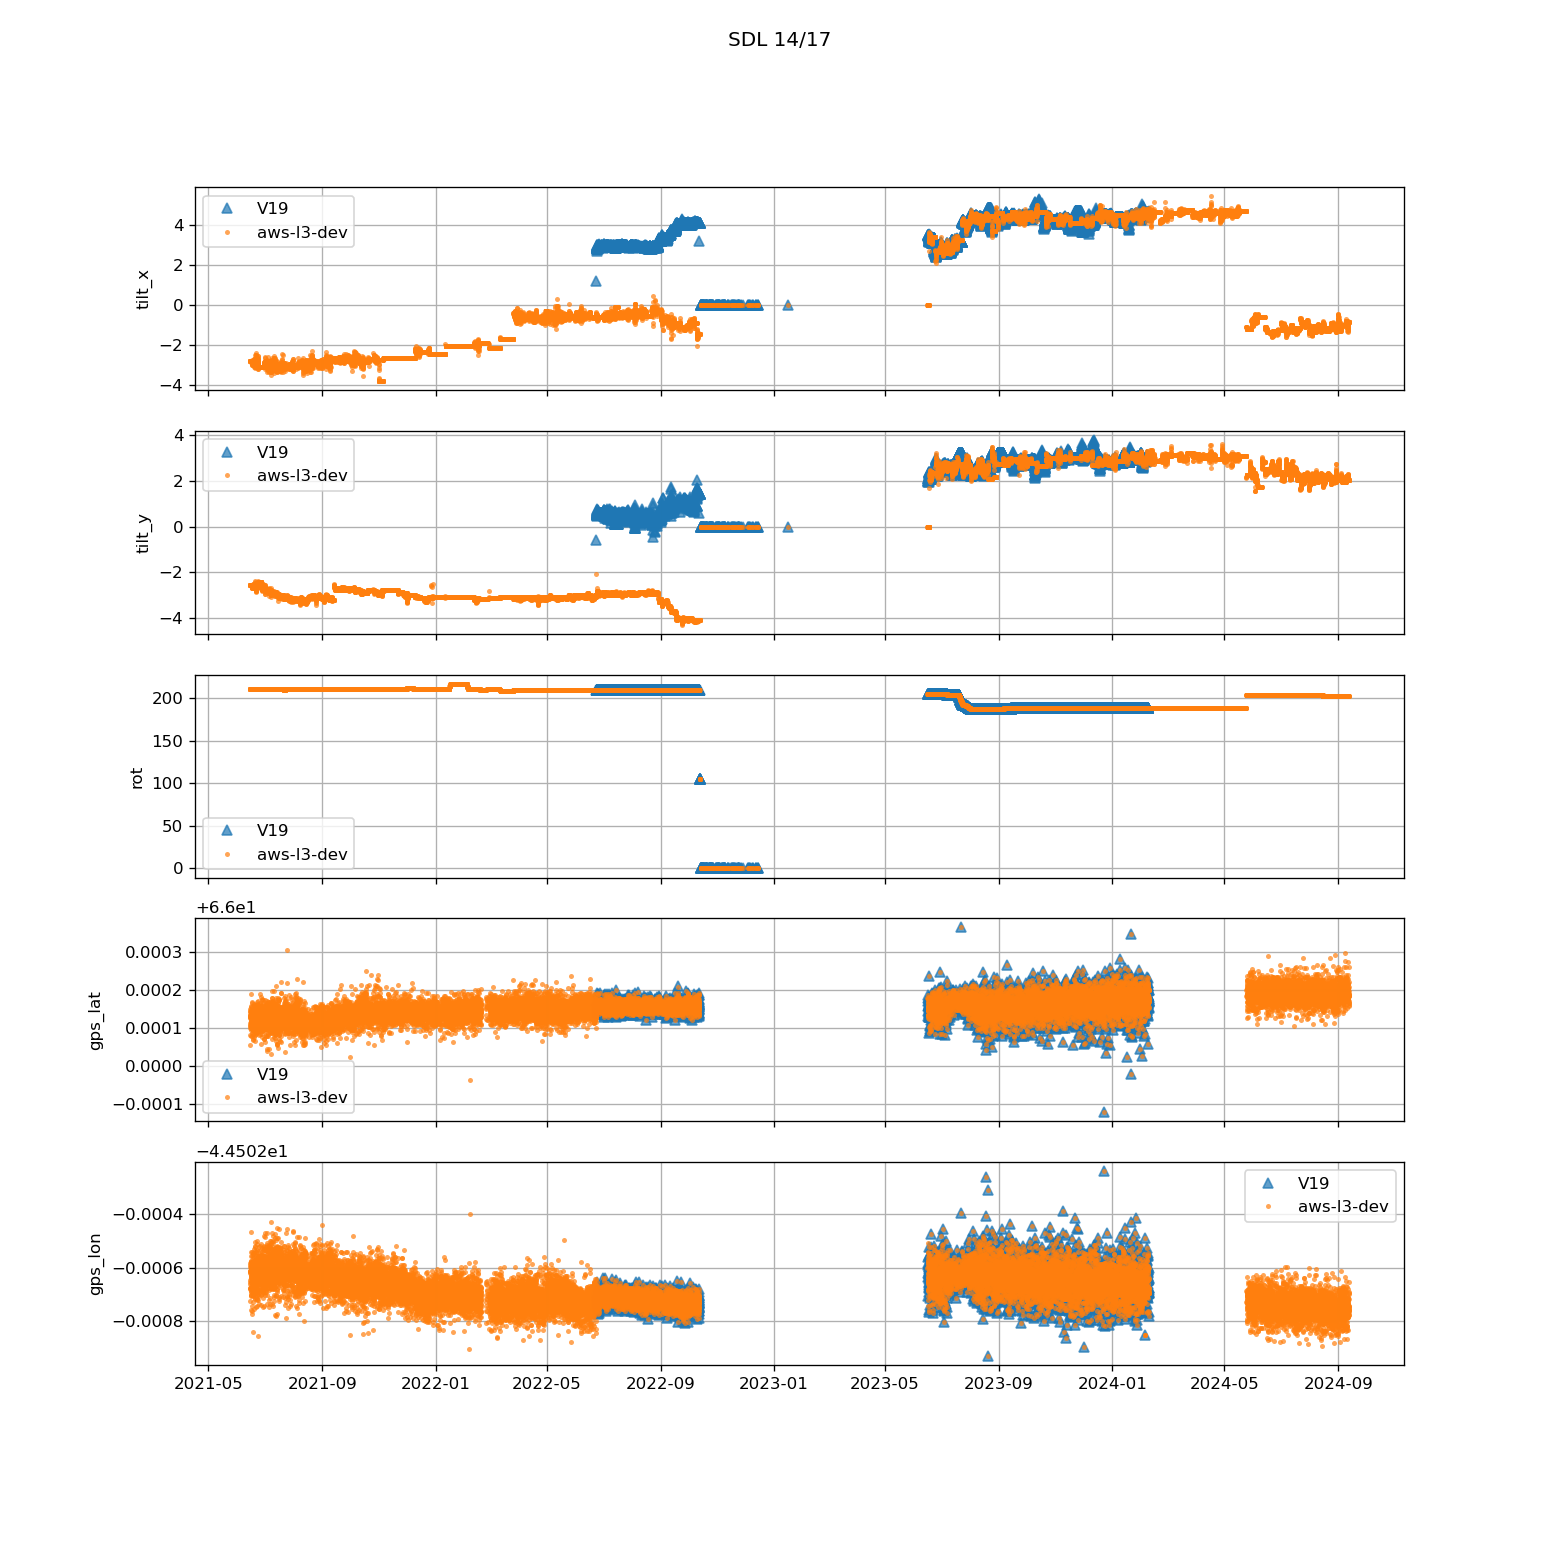 SDL 14/17
V19
aws-l3-dev
4
2
0
−2
−4
tilt_x
V19
aws-l3-dev
4
2
0
−2
−4
tilt_y
V19
aws-l3-dev
200
150
100
50
0
rot
+6.6e1
V19
aws-l3-dev
0.0003
0.0002
0.0001
0.0000
−0.0001
gps_lat
−4.4502e1
V19
aws-l3-dev
−0.0004
−0.0006
−0.0008
gps_lon
2021-05 2021-09 2022-01 2022-05 2022-09 2023-01 2023-05 2023-09 2024-01 2024-05 2024-09